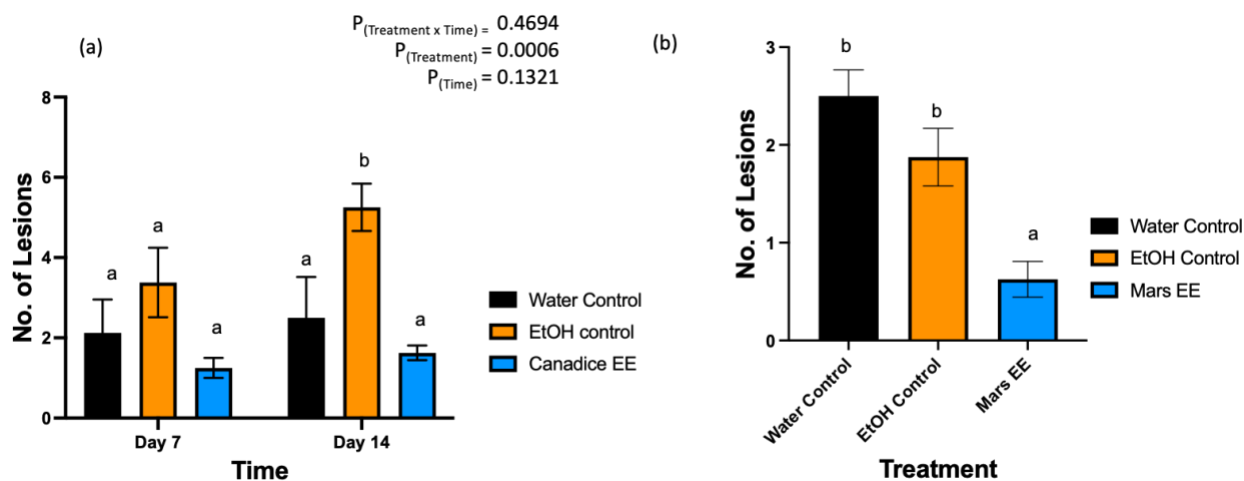 (a)
P(Treatment x Time) = 0.4694
P(Treatment) = 0.0006
P(Time) = 0.1321
No. of Lesions
8
6
4
2
0
a
a
a
a
b
a
Day 7
Day 14
Time
Water Control
EtOH control
Canadice EE
(b)
No. of Lesions
3
2
1
0
b
b
a
Water Control
EtOH Control
Mars EE
Treatment
Water Control
EtOH Control
Mars EE